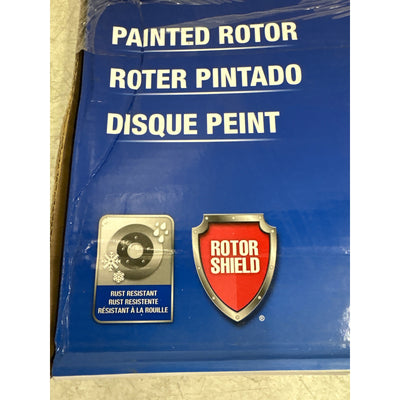 PAINTED ROTOR
ROTER PINTADO
DISQUE PEINT
ROTOR
SHIELD
®
RUST RESISTANT
RUST RESISTENTE
RÉSISTANT À LA ROUILLE